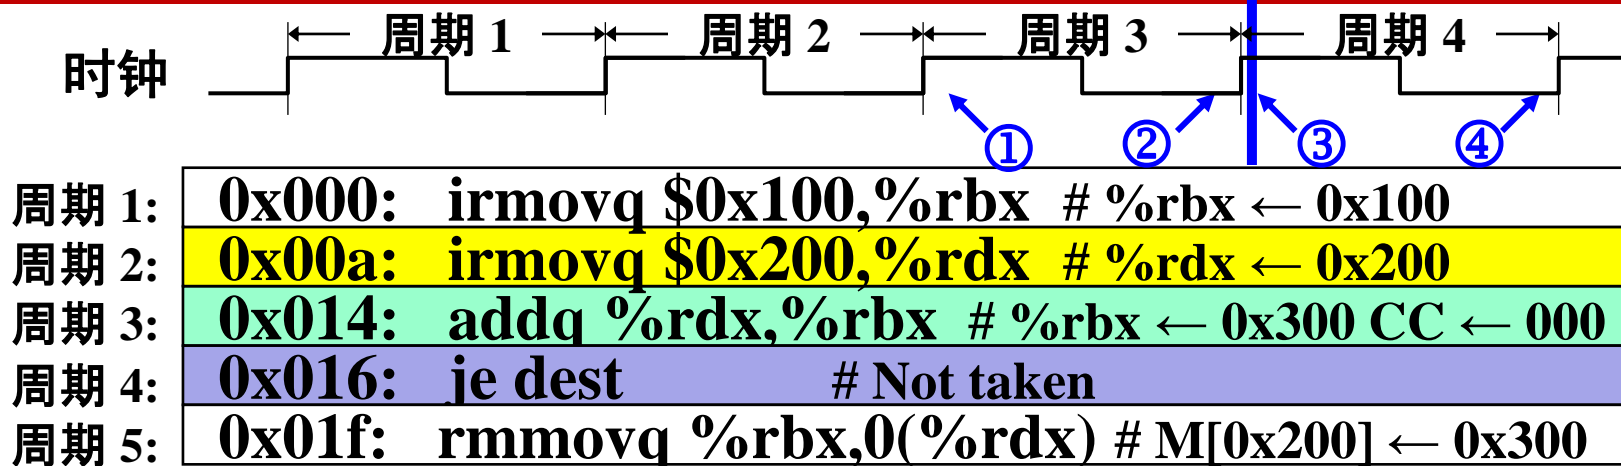 周期 1 周期 2 周期 3 周期 4
时钟
① ② ③ ④
周期 1: 0x000: irmovq $0x100,%rbx # %rbx ← 0x100
周期 2: 0x00a: irmovq $0x200,%rdx # %rdx ← 0x200
周期 3: 0x014: addq %rdx,%rbx # %rbx ← 0x300 CC ← 000
周期 4: 0x016: je dest # Not taken
周期 5: 0x01f: rmmovq %rbx,0(%rdx) # M[0x200] ← 0x300